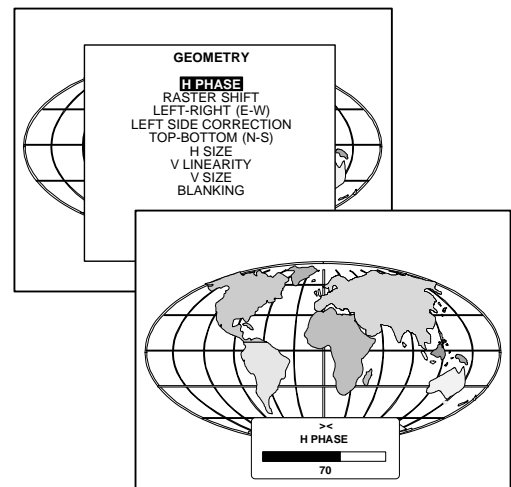 GEOMETRY
H PHASE
RASTER SHIFT
LEFT-RIGHT (E-W)
LEFT SIDE CORRECTION
TOP-BOTTOM (N-S)
H SIZE
V LINEARITY
V SIZE
BLANKING
><
H PHASE
70